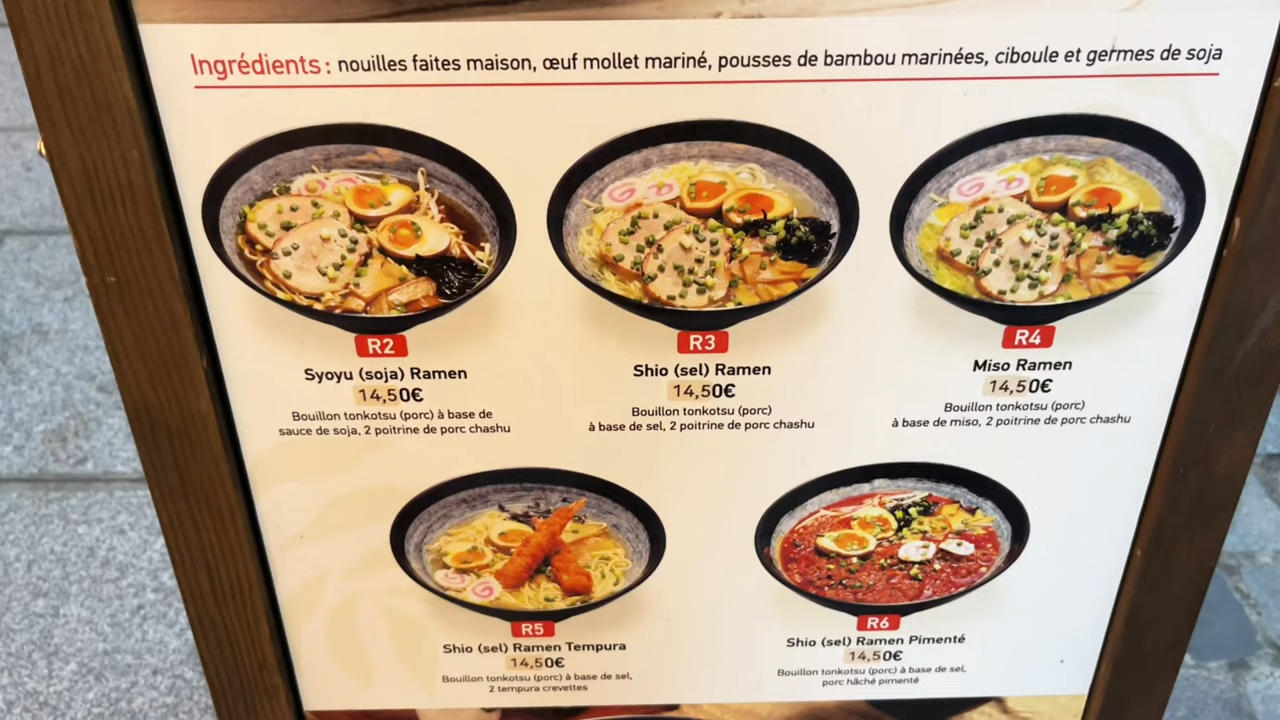 Ingrédients : nouilles faites maison, œuf mollet mariné, pousses de bambou marinées, ciboule et germes de soja
R2
Syoyu (soja) Ramen
14,50€
Bouillon tonkotsu (porc) à base de
sauce de soja, 2 poitrine de porc chashu
R3
Shio (sel) Ramen
14,50€
Bouillon tonkotsu (porc)
à base de sel, 2 poitrine de porc chashu
R4
Miso Ramen
14,50€
Bouillon tonkotsu (porc)
à base de miso, 2 poitrine de porc chashu
R5
Shio (sel) Ramen Tempura
14,50€
Bouillon tonkotsu (porc) à base de sel,
2 tempura crevettes
R6
Shio (sel) Ramen Pimenté
14,50€
Bouillon tonkotsu (porc) à base de sel,
porc hâché pimenté